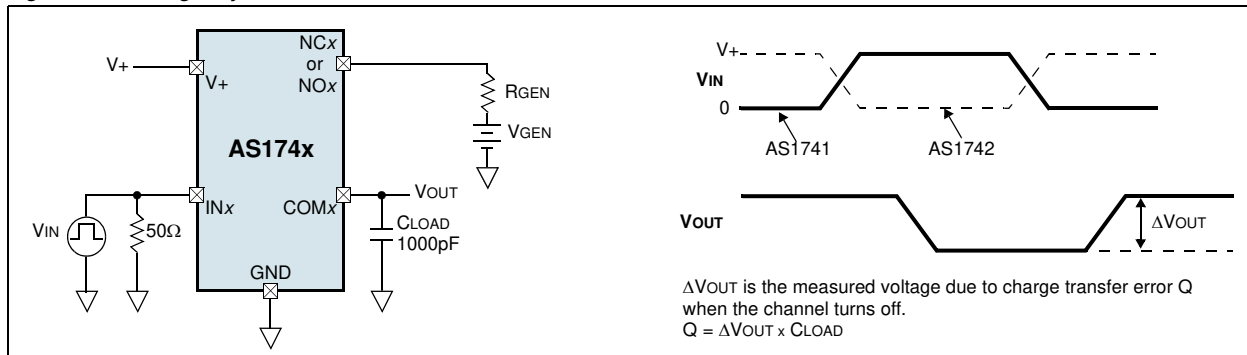 V+
V+
NCx
or
NOx
AS174x
INx
COMx
GND
RGEN
VGEN
VIN
50Ω
VOUT
CLOAD
1000pF
V+
VIN
0
AS1741
AS1742
VOUT
ΔVOUT
ΔVOUT is the measured voltage due to charge transfer error Q
when the channel turns off.
Q = ΔVOUT x CLOAD